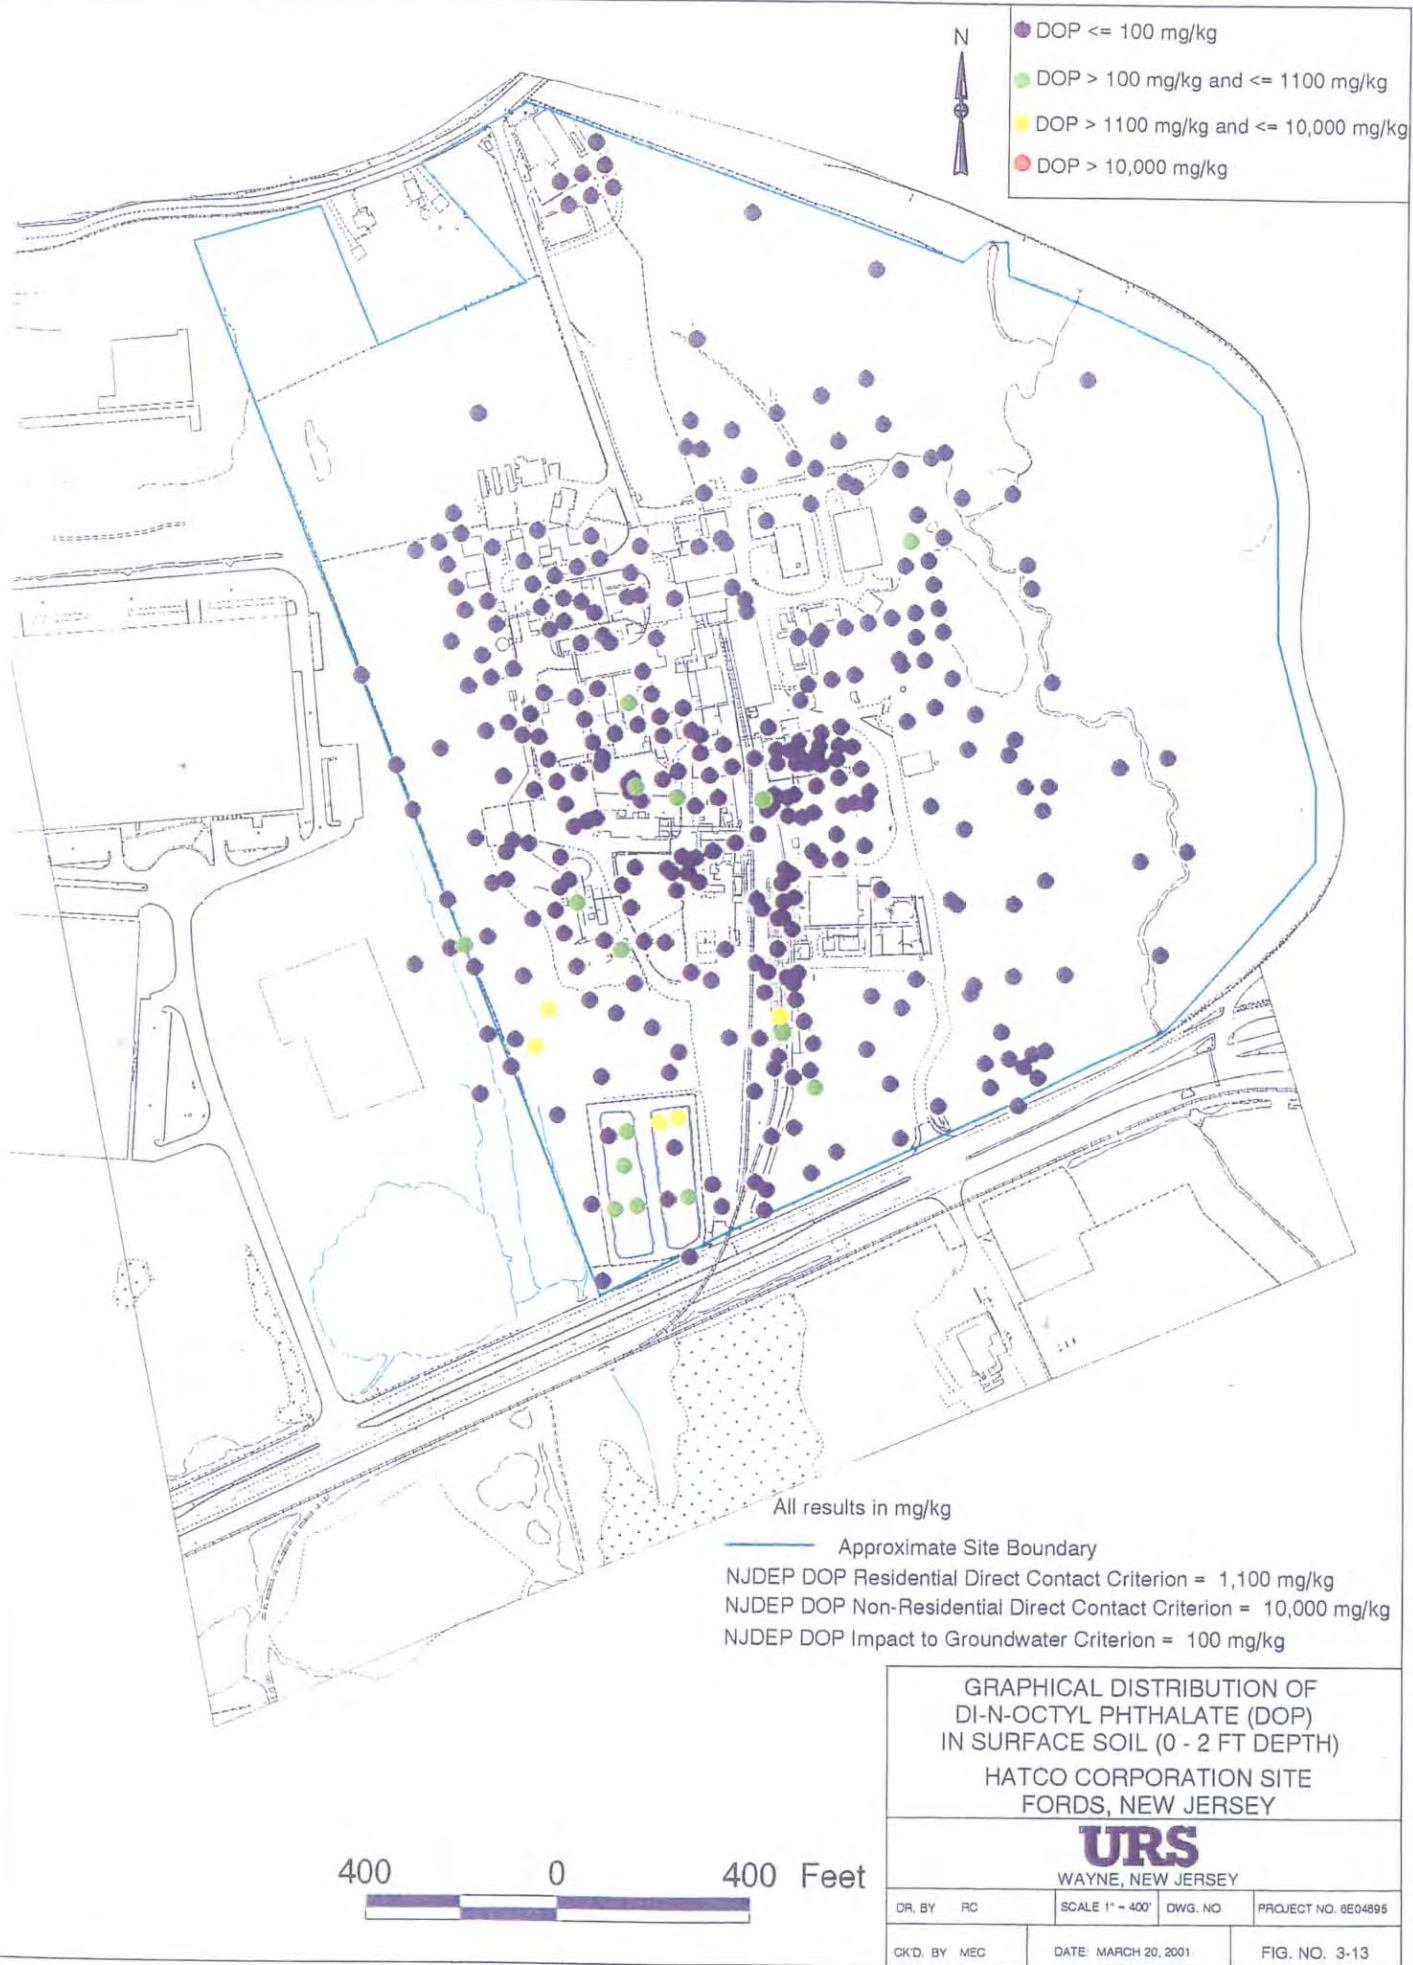 N
DOP <= 100 mg/kg
DOP > 100 mg/kg and <= 1100 mg/kg
DOP > 1100 mg/kg and <= 10,000 mg/kg
DOP > 10,000 mg/kg
All results in mg/kg
Approximate Site Boundary
NJDEP DOP Residential Direct Contact Criterion = 1,100 mg/kg
NJDEP DOP Non-Residential Direct Contact Criterion = 10,000 mg/kg
NJDEP DOP Impact to Groundwater Criterion = 100 mg/kg
GRAPHICAL DISTRIBUTION OF
DI-N-OCTYL PHTHALATE (DOP)
IN SURFACE SOIL (0 - 2 FT DEPTH)
HATCO CORPORATION SITE
FORDS, NEW JERSEY
URS
WAYNE, NEW JERSEY
DR. BY RC SCALE 1" = 400' DWG. NO PROJECT NO. 6E04695
CK'D. BY MEC DATE: MARCH 20, 2001 FIG. NO. 3-13
400 0 400 Feet